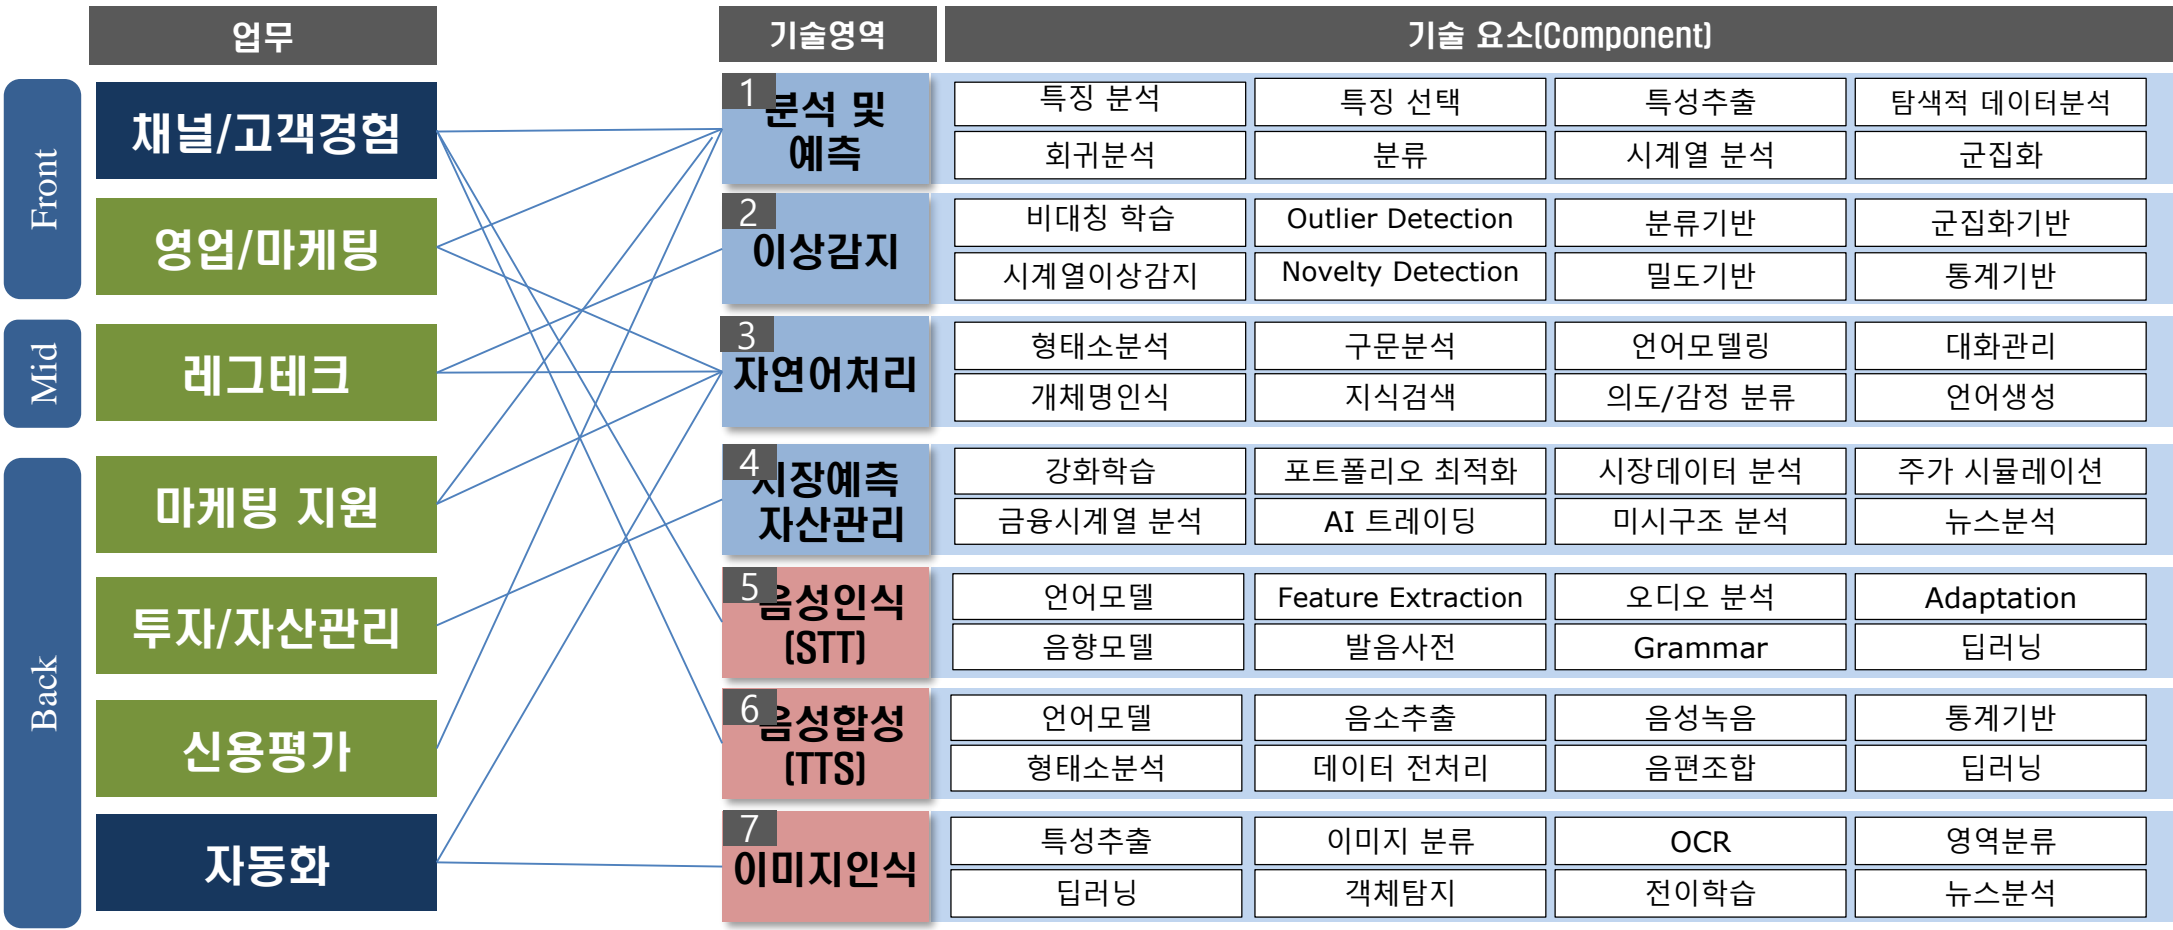 업무
기술영역
기술 요소(Component)
Front
채널/고객경험
영업/마케팅
Mid
레그테크
Back
마케팅 지원
투자/자산관리
신용평가
자동화
1
분석 및
예측
특징 분석
특징 선택
특성추출
탐색적 데이터분석
회귀분석
분류
시계열 분석
군집화
2
이상감지
비대칭 학습
Outlier Detection
분류기반
군집화기반
시계열이상감지
Novelty Detection
밀도기반
통계기반
3
자연어처리
형태소분석
구문분석
언어모델링
대화관리
개체명인식
지식검색
의도/감정 분류
언어생성
4
시장예측
자산관리
강화학습
포트폴리오 최적화
시장데이터 분석
주가 시뮬레이션
금융시계열 분석
AI 트레이딩
미시구조 분석
뉴스분석
5
음성인식
(STT)
언어모델
Feature Extraction
오디오 분석
Adaptation
음향모델
발음사전
Grammar
딥러닝
6
음성합성
(TTS)
언어모델
음소추출
음성녹음
통계기반
형태소분석
데이터 전처리
음편조합
딥러닝
7
이미지인식
특성추출
이미지 분류
OCR
영역분류
딥러닝
객체탐지
전이학습
뉴스분석